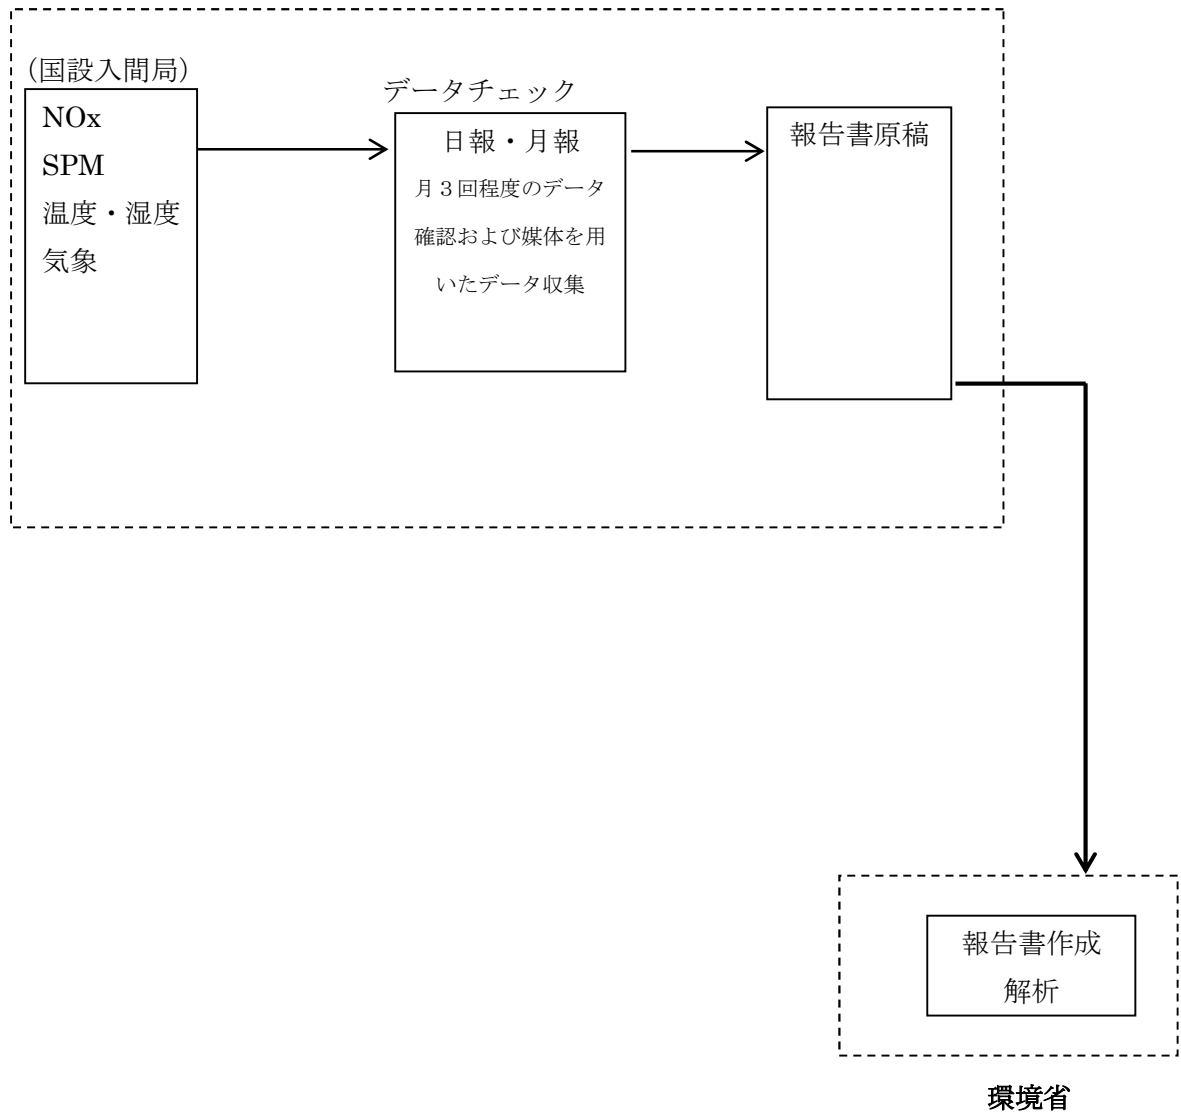 （国設入間局）
NOx
SPM
温度・湿度
気象
データチェック
日報・月報
月３回程度のデータ
確認および媒体を用
いたデータ収集
報告書原稿
報告書作成
解析
環境省